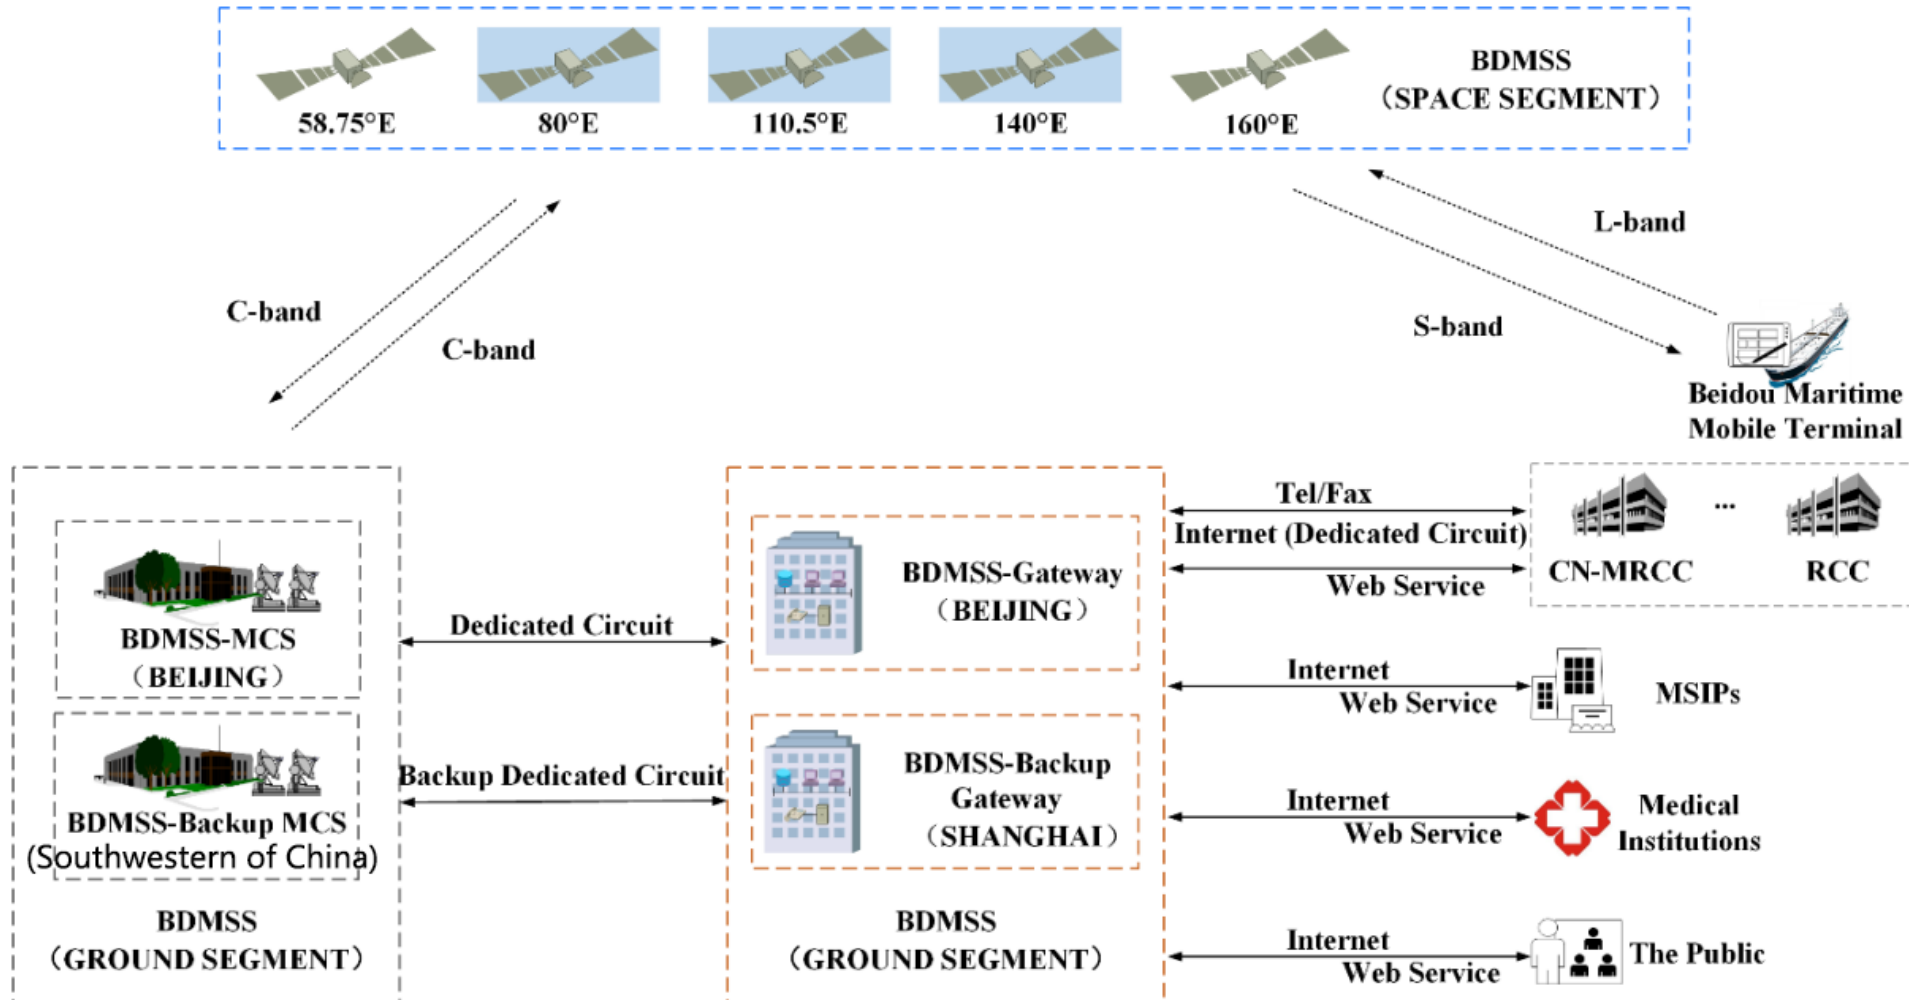 BDMSS
（SPACE SEGMENT）
58.75°E
80°E
110.5°E
140°E
160°E
L-band
C-band
S-band
C-band
Beidou Maritime
Mobile Terminal
Tel/Fax
Internet (Dedicated Circuit)
Web Service
CN-MRCC
...
RCC
BDMSS-Gateway
（BEIJING）
Dedicated Circuit
BDMSS-MCS
（BEIJING）
Internet
Web Service
MSIPs
Backup Dedicated Circuit
BDMSS-Backup
Gateway
（SHANGHAI）
BDMSS-Backup MCS
(Southwestern of China)
Internet
Web Service
Medical
Institutions
BDMSS
（GROUND SEGMENT）
BDMSS
（GROUND SEGMENT）
Internet
Web Service
The Public